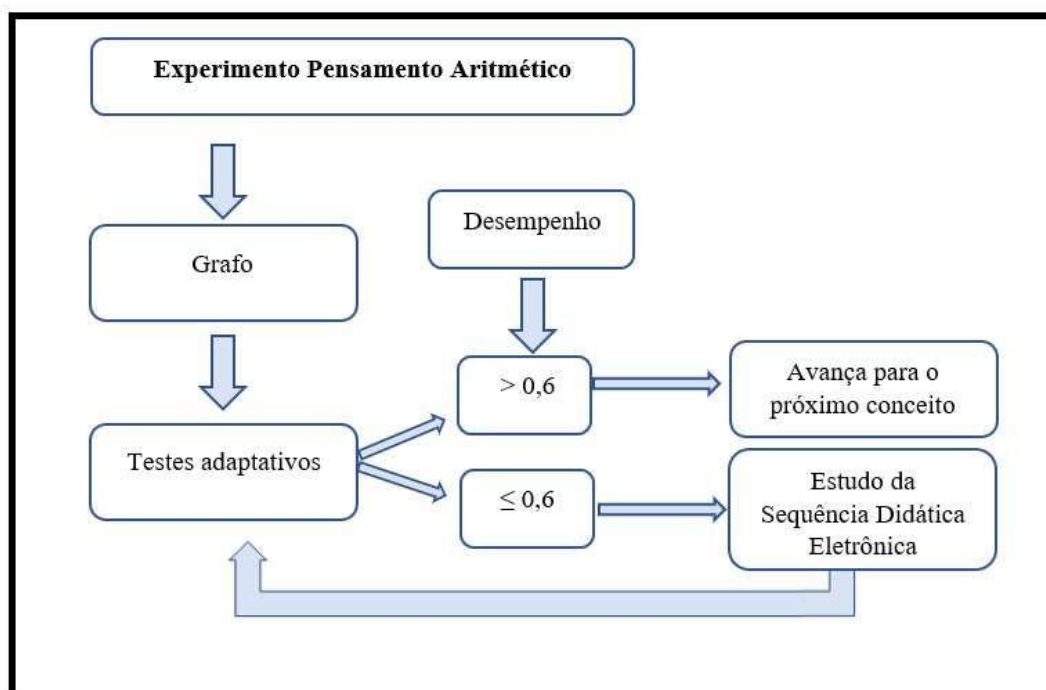 Experimento Pensamento Aritmético
Desempenho
Grafo
> 0,6
Avança para o
próximo conceito
Testes adaptativos
≤ 0,6
Estudo da
Sequência Didática
Eletrônica